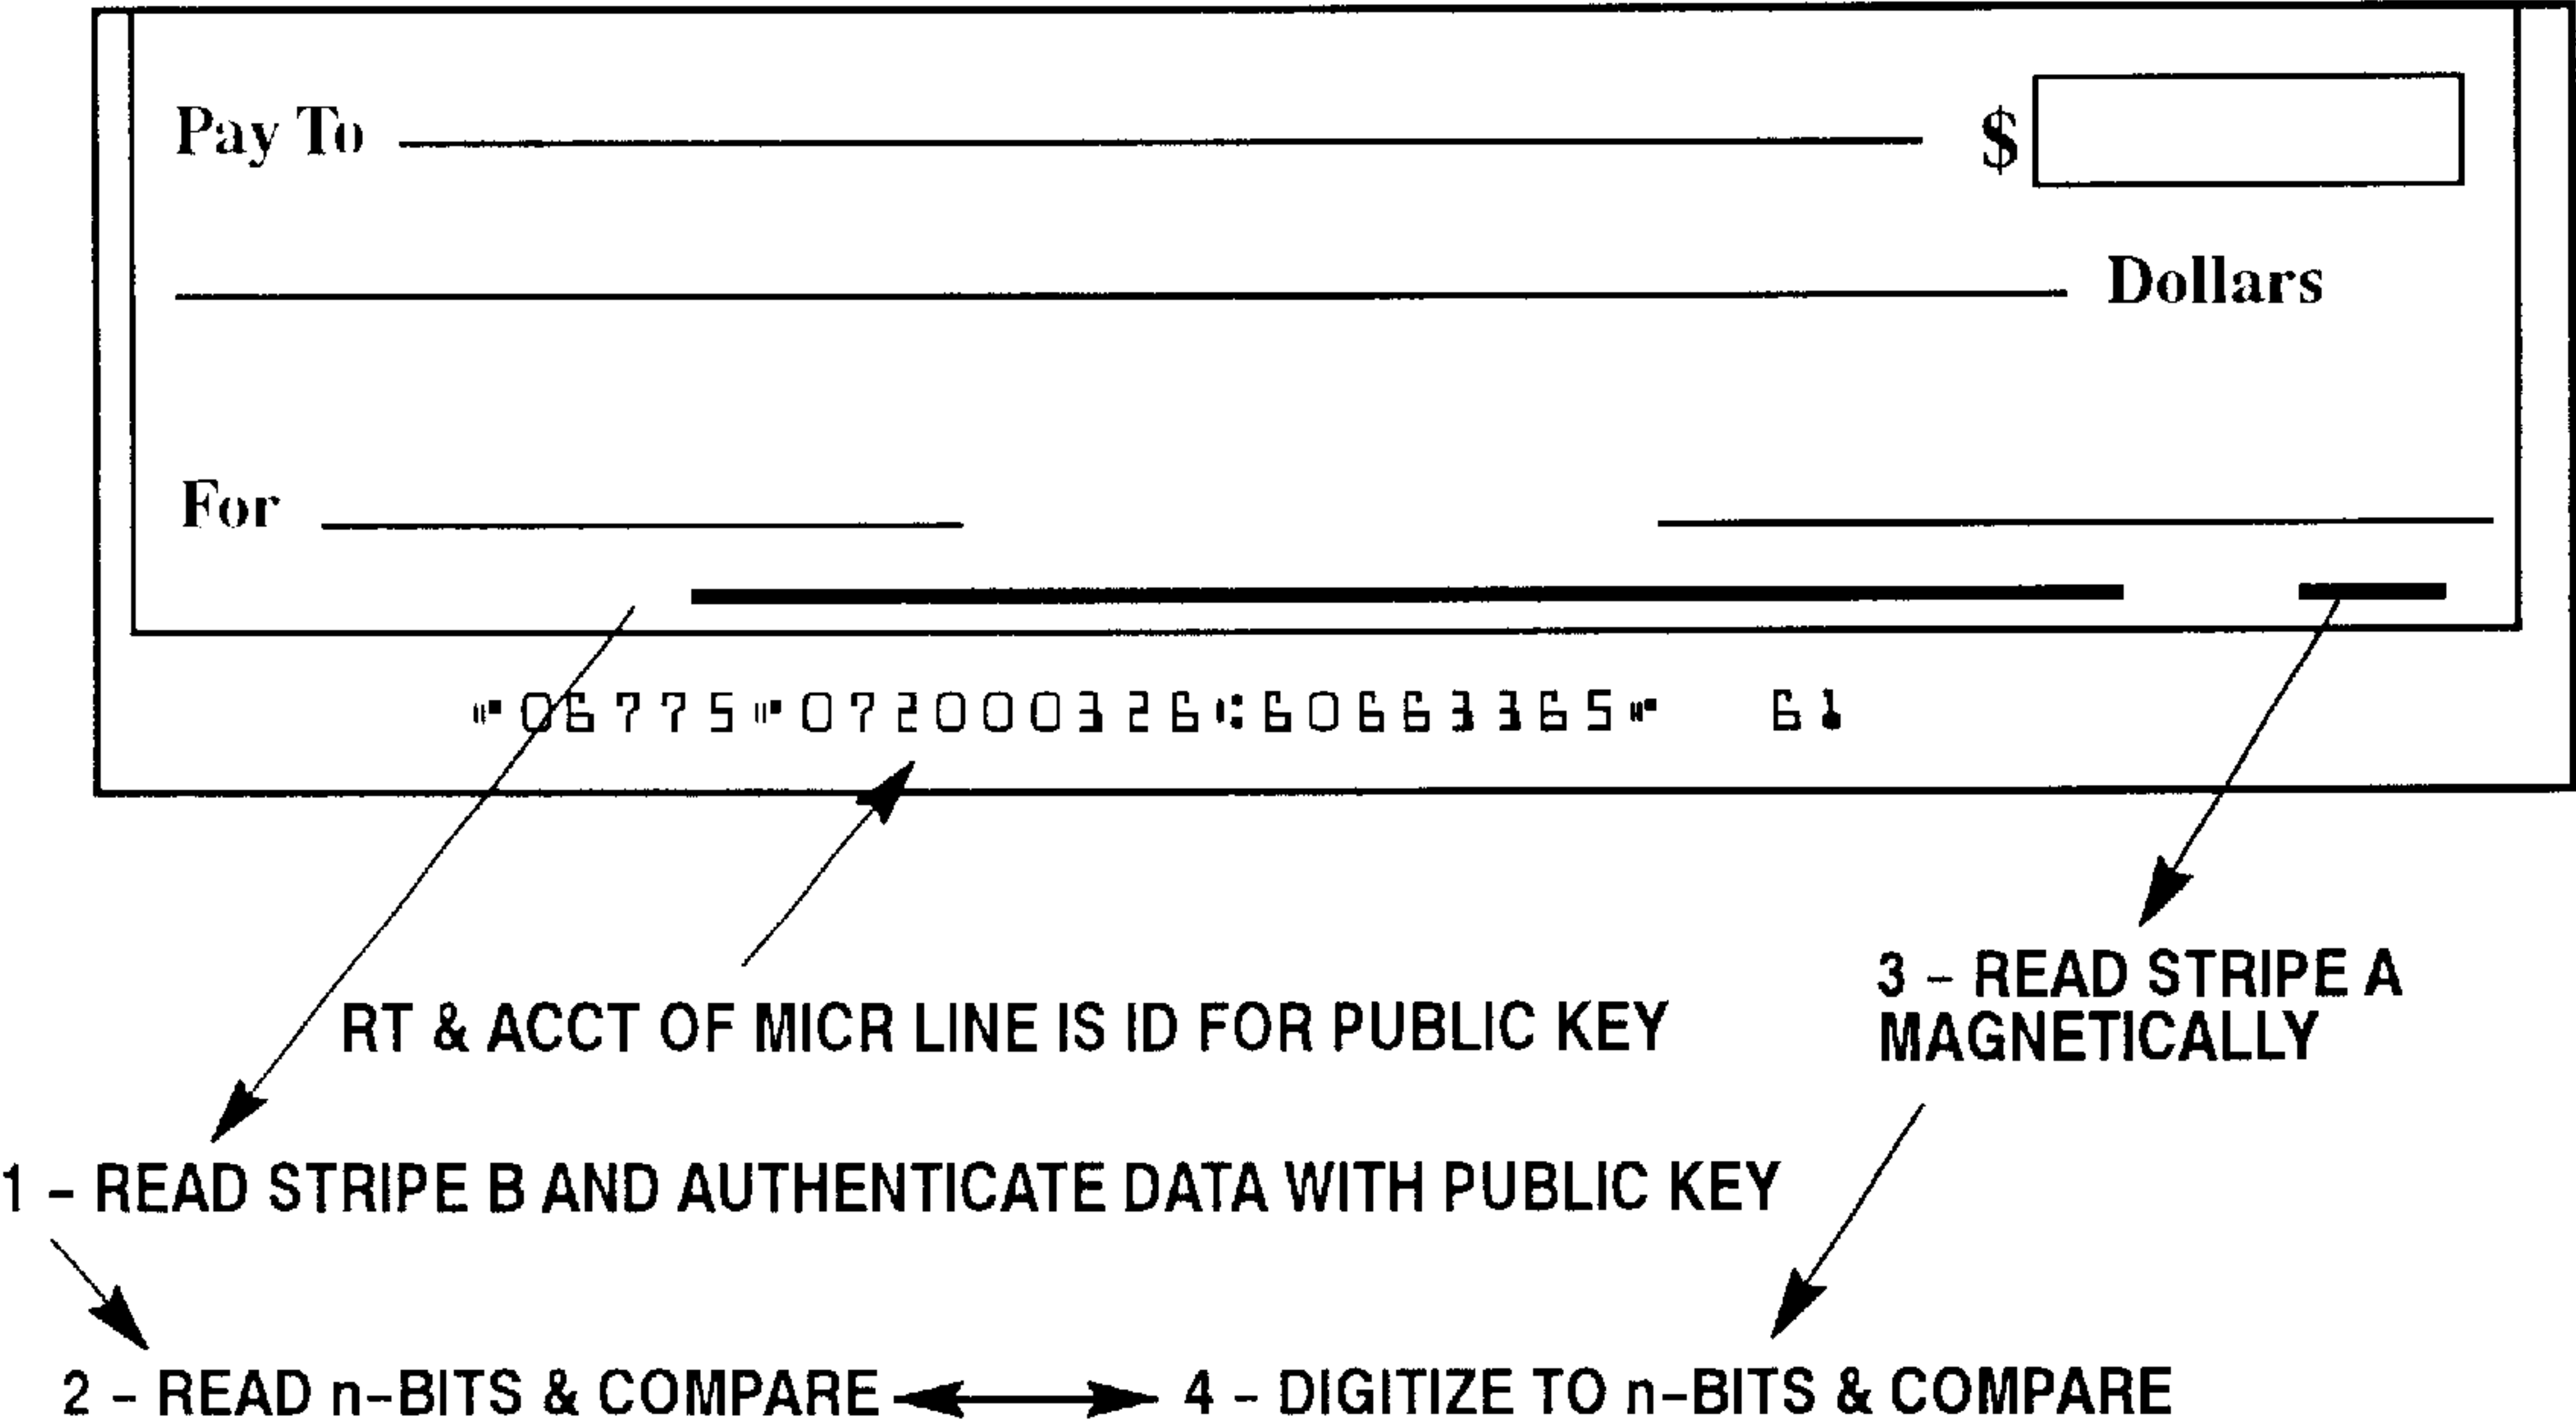 Pay To $
Dollars
For
⑈06775⑈072000326⑆60663365⑈ 61
3 – READ STRIPE A
MAGNETICALLY
RT & ACCT OF MICR LINE IS ID FOR PUBLIC KEY
1 – READ STRIPE B AND AUTHENTICATE DATA WITH PUBLIC KEY
2 – READ n–BITS & COMPARE 4 – DIGITIZE TO n–BITS & COMPARE